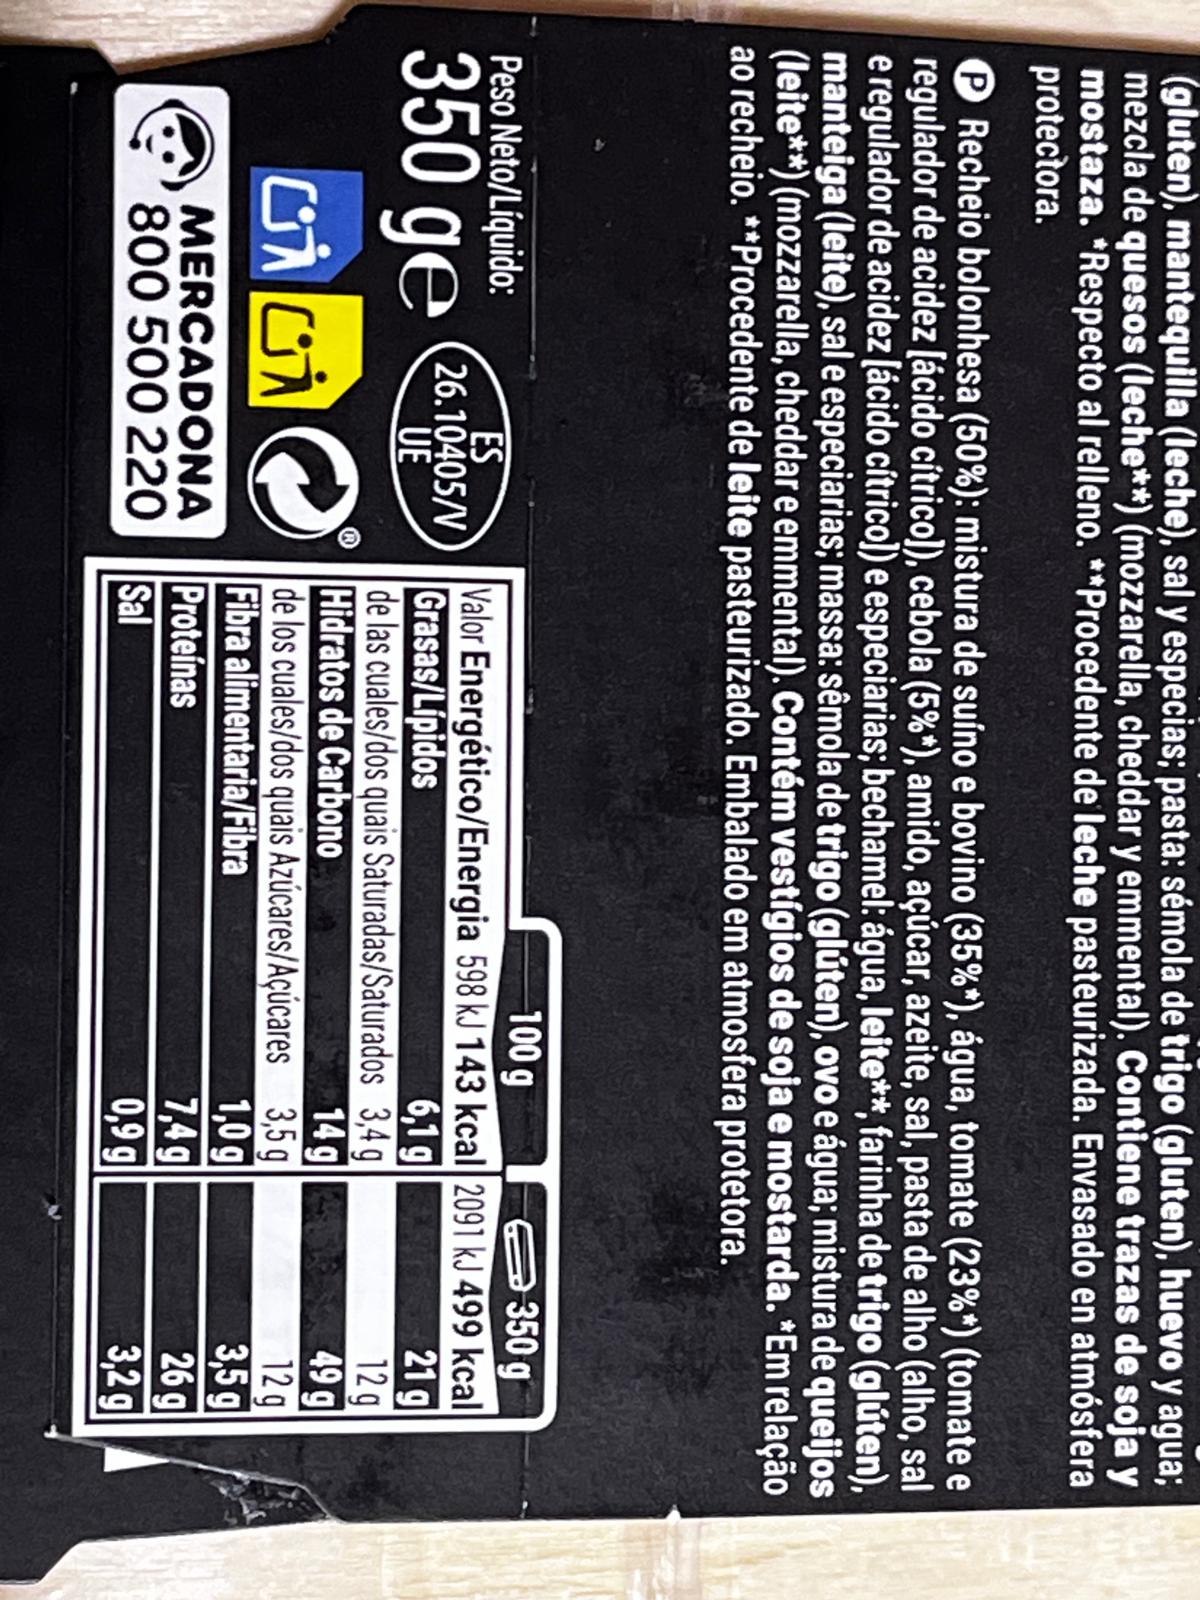 (gluten), mantequilla (leche), sal y especias; pasta: sémola de trigo (gluten), huevo y agua;
mezcla de quesos (leche**) (mozzarella, cheddar y emmental). Contiene trazas de soja y
mostaza. *Respecto al relleno. **Procedente de leche pasteurizada. Envasado en atmósfera
protectora.
P Recheio bolonhesa (50%): mistura de suíno e bovino (35%*), água, tomate (23%*) (tomate e
regulador de acidez [ácido cítrico]), cebola (5%*), amido, açúcar, azeite, sal, pasta de alho (alho, sal
e regulador de acidez [ácido cítrico]) e especiarias; bechamel: água, leite**, farinha de trigo (glúten),
manteiga (leite), sal e especiarias; massa: sêmola de trigo (glúten), ovo e água; mistura de queijos
(leite**) (mozzarella, cheddar e emmental). Contém vestígios de soja e mostarda. *Em relação
ao recheio. **Procedente de leite pasteurizado. Embalado em atmosfera protetora.
Peso Neto/Líquido:
350 g e
ES
26.10405/V
UE
®
MERCADONA
800 500 220
100 g 350 g
Valor Energético/Energia 598 kJ 143 kcal 2091 kJ 499 kcal
Grasas/Lípidos 6,1 g 21 g
de las cuales/dos quais Saturadas/Saturados 3,4 g 12 g
Hidratos de Carbono 14 g 49 g
de los cuales/dos quais Azúcares/Açúcares 3,5 g 12 g
Fibra alimentaria/Fibra 1,0 g 3,5 g
Proteínas 7,4 g 26 g
Sal 0,9 g 3,2 g